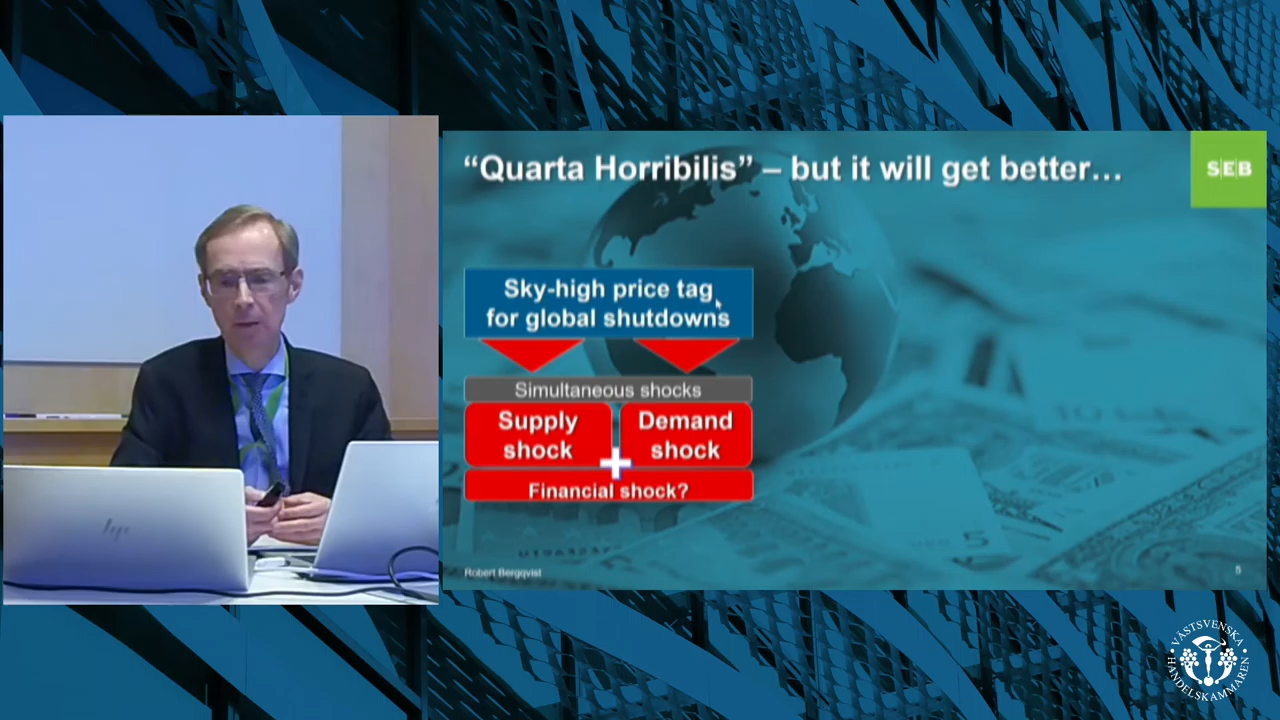 “Quarta Horribilis” – but it will get better…
SEB
Sky-high price tag
for global shutdowns
Simultaneous shocks
Supply
shock
Demand
shock
Financial shock?
Robert Bergqvist
5
hp
VÄSTSVENSKA
HANDELSKAMMAREN